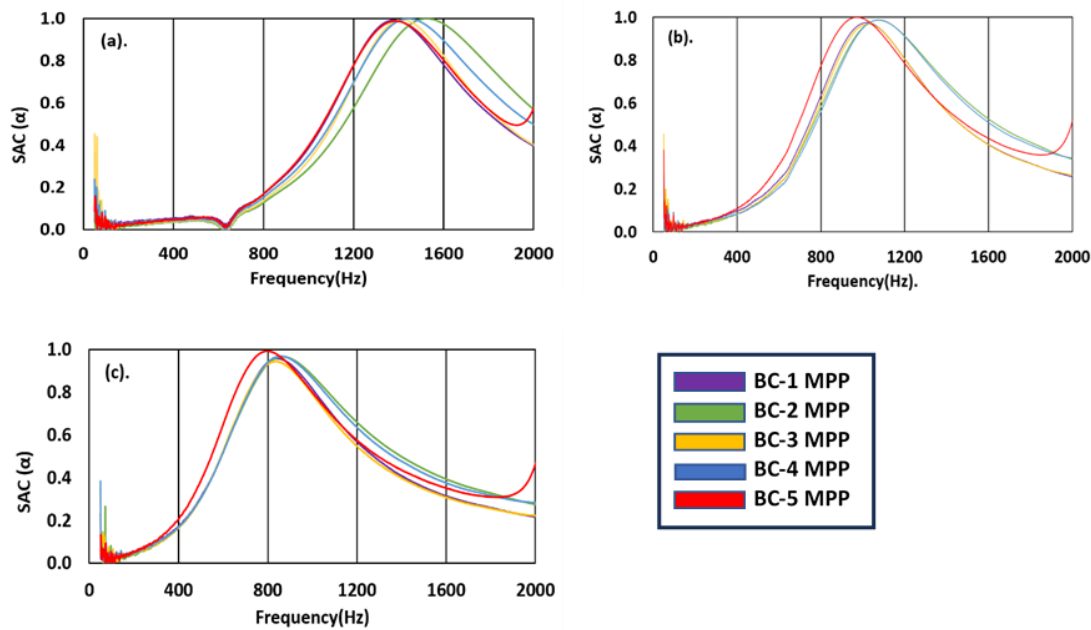 (a).
SAC (α)
1.0
0.8
0.6
0.4
0.2
0.0
0 400 800 1200 1600 2000
Frequency(Hz)
(b).
SAC (α)
1.0
0.8
0.6
0.4
0.2
0.0
0 400 800 1200 1600 2000
Frequency(Hz).
(c).
SAC (α)
1.0
0.8
0.6
0.4
0.2
0.0
0 400 800 1200 1600 2000
Frequency(Hz)
BC-1 MPP
BC-2 MPP
BC-3 MPP
BC-4 MPP
BC-5 MPP